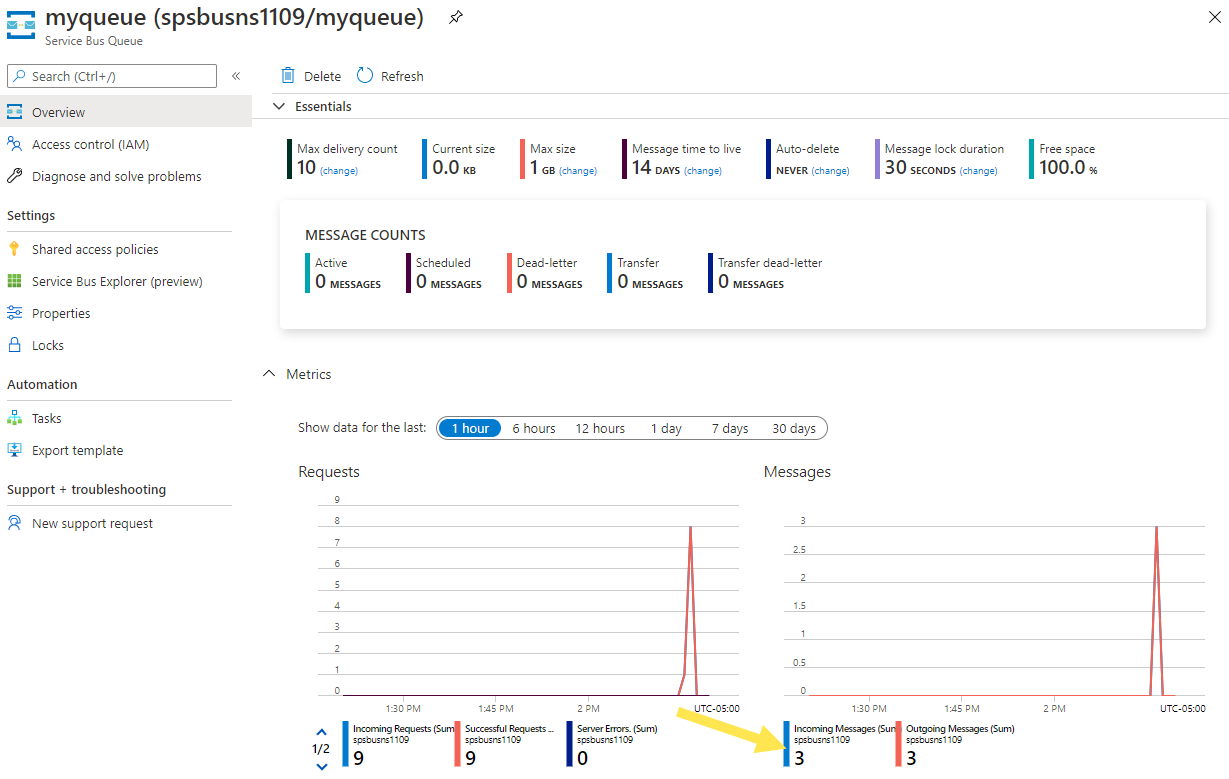 myqueue (spsbusns1109/myqueue)
Service Bus Queue
Search (Ctrl+/)
«
Delete
Refresh
Overview
Access control (IAM)
Diagnose and solve problems
Settings
Shared access policies
Service Bus Explorer (preview)
Properties
Locks
Automation
Tasks
Export template
Support + troubleshooting
New support request
Essentials
Max delivery count
10 (change)
Current size
0.0 KB
Max size
1 GB (change)
Message time to live
14 DAYS (change)
Auto-delete
NEVER (change)
Message lock duration
30 SECONDS (change)
Free space
100.0 %
MESSAGE COUNTS
Active
0 MESSAGES
Scheduled
0 MESSAGES
Dead-letter
0 MESSAGES
Transfer
0 MESSAGES
Transfer dead-letter
0 MESSAGES
Metrics
Show data for the last: 1 hour 6 hours 12 hours 1 day 7 days 30 days
Requests
9
8
7
6
5
4
3
2
1
0
1:30 PM 1:45 PM 2 PM UTC-05:00
1/2
Incoming Requests (Sum)
spsbusns1109
9
Successful Requests ...
spsbusns1109
9
Server Errors. (Sum)
spsbusns1109
0
Messages
3
2.5
2
1.5
1
0.5
0
1:30 PM 1:45 PM 2 PM UTC-05:00
Incoming Messages (Sum
spsbusns1109
3
Outgoing Messages (Sum)
spsbusns1109
3